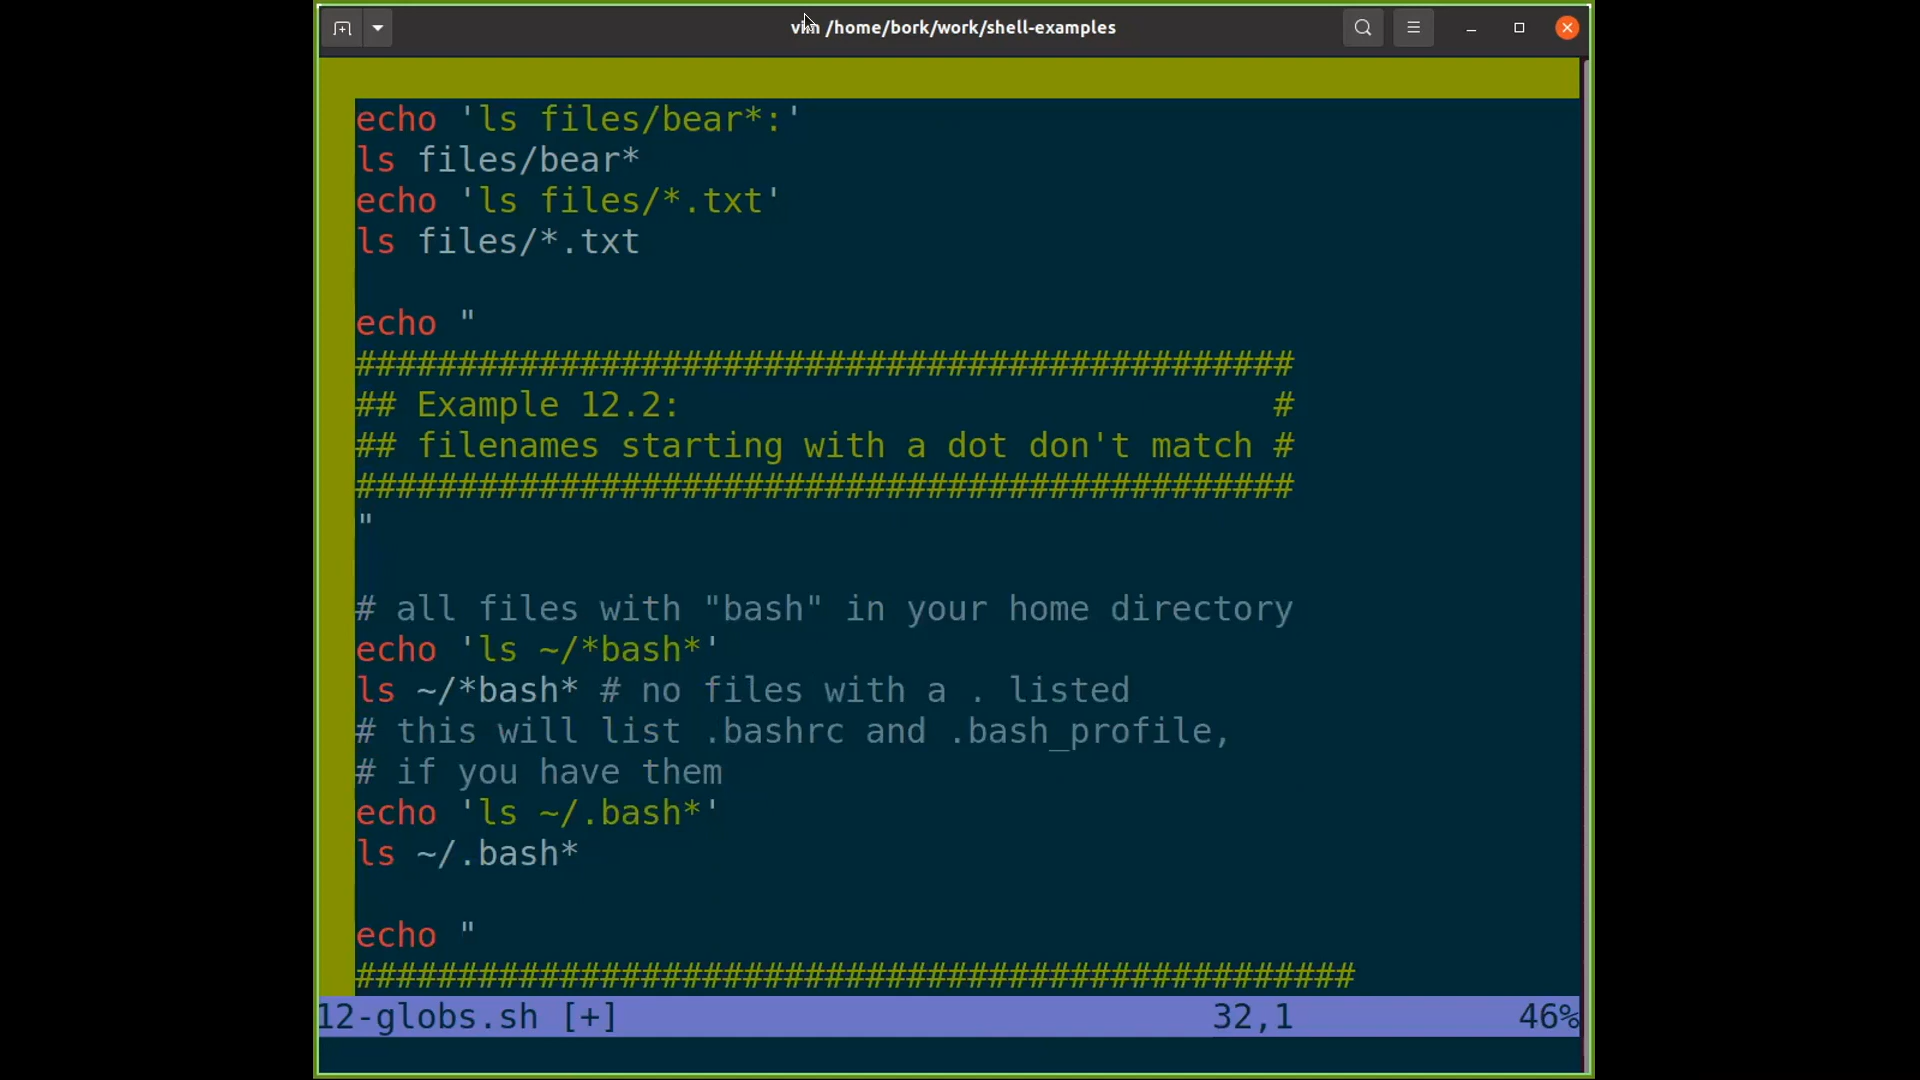 vim /home/bork/work/shell-examples
echo 'ls files/bear*:'
ls files/bear*
echo 'ls files/*.txt'
ls files/*.txt
echo "
##############################################
## Example 12.2:                             #
## filenames starting with a dot don't match #
##############################################
"
# all files with "bash" in your home directory
echo 'ls ~/*bash*'
ls ~/*bash* # no files with a . listed
# this will list .bashrc and .bash_profile,
# if you have them
echo 'ls ~/.bash*'
ls ~/.bash*
echo "
#################################################
12-globs.sh [+] 32,1 46%